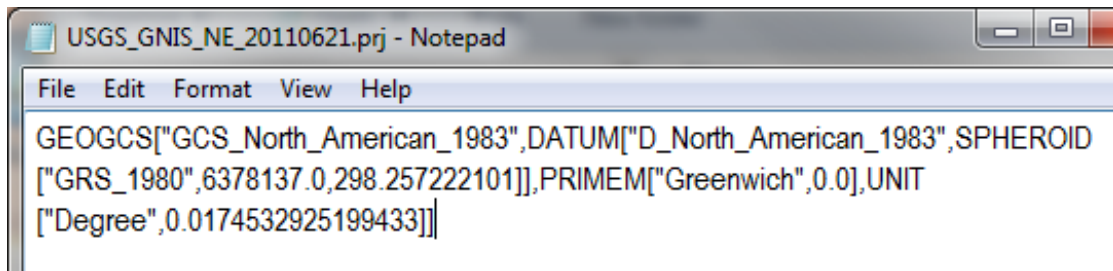 USGS_GNIS_NE_20110621.prj - Notepad
File Edit Format View Help
GEOGCS["GCS_North_American_1983",DATUM["D_North_American_1983",SPHEROID
["GRS_1980",6378137.0,298.257222101]],PRIMEM["Greenwich",0.0],UNIT
["Degree",0.0174532925199433]]